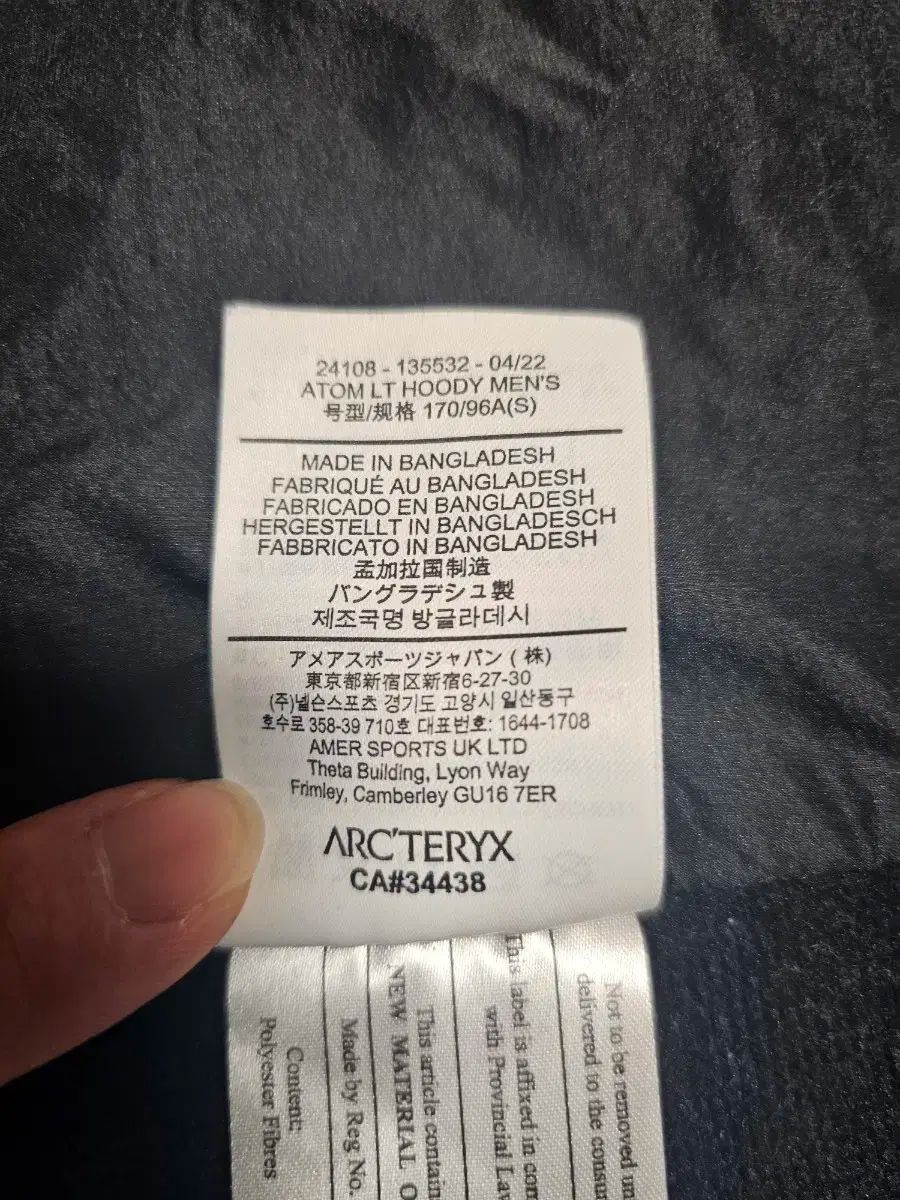 24108 - 135532 - 04/22
ATOM LT HOODY MEN'S
号型/规格 170/96A(S)
MADE IN BANGLADESH
FABRIQUÉ AU BANGLADESH
FABRICADO EN BANGLADESH
HERGESTELLT IN BANGLADESCH
FABBRICATO IN BANGLADESH
孟加拉国制造
バングラデシュ製
제조국명 방글라데시
アメアスポーツジャパン ( 株)
東京都新宿区新宿6-27-30
(주)넬슨스포츠 경기도 고양시 일산동구
호수로 358-39 710호 대표번호: 1644-1708
AMER SPORTS UK LTD
Theta Building, Lyon Way
Frimley, Camberley GU16 7ER
ARC'TERYX
CA#34438
Not to be removed
delivered to the
This label is affixed in
with Provincial
This article
NEW MATERIAL
Made by Reg No.
Content:
Polyester Fibres